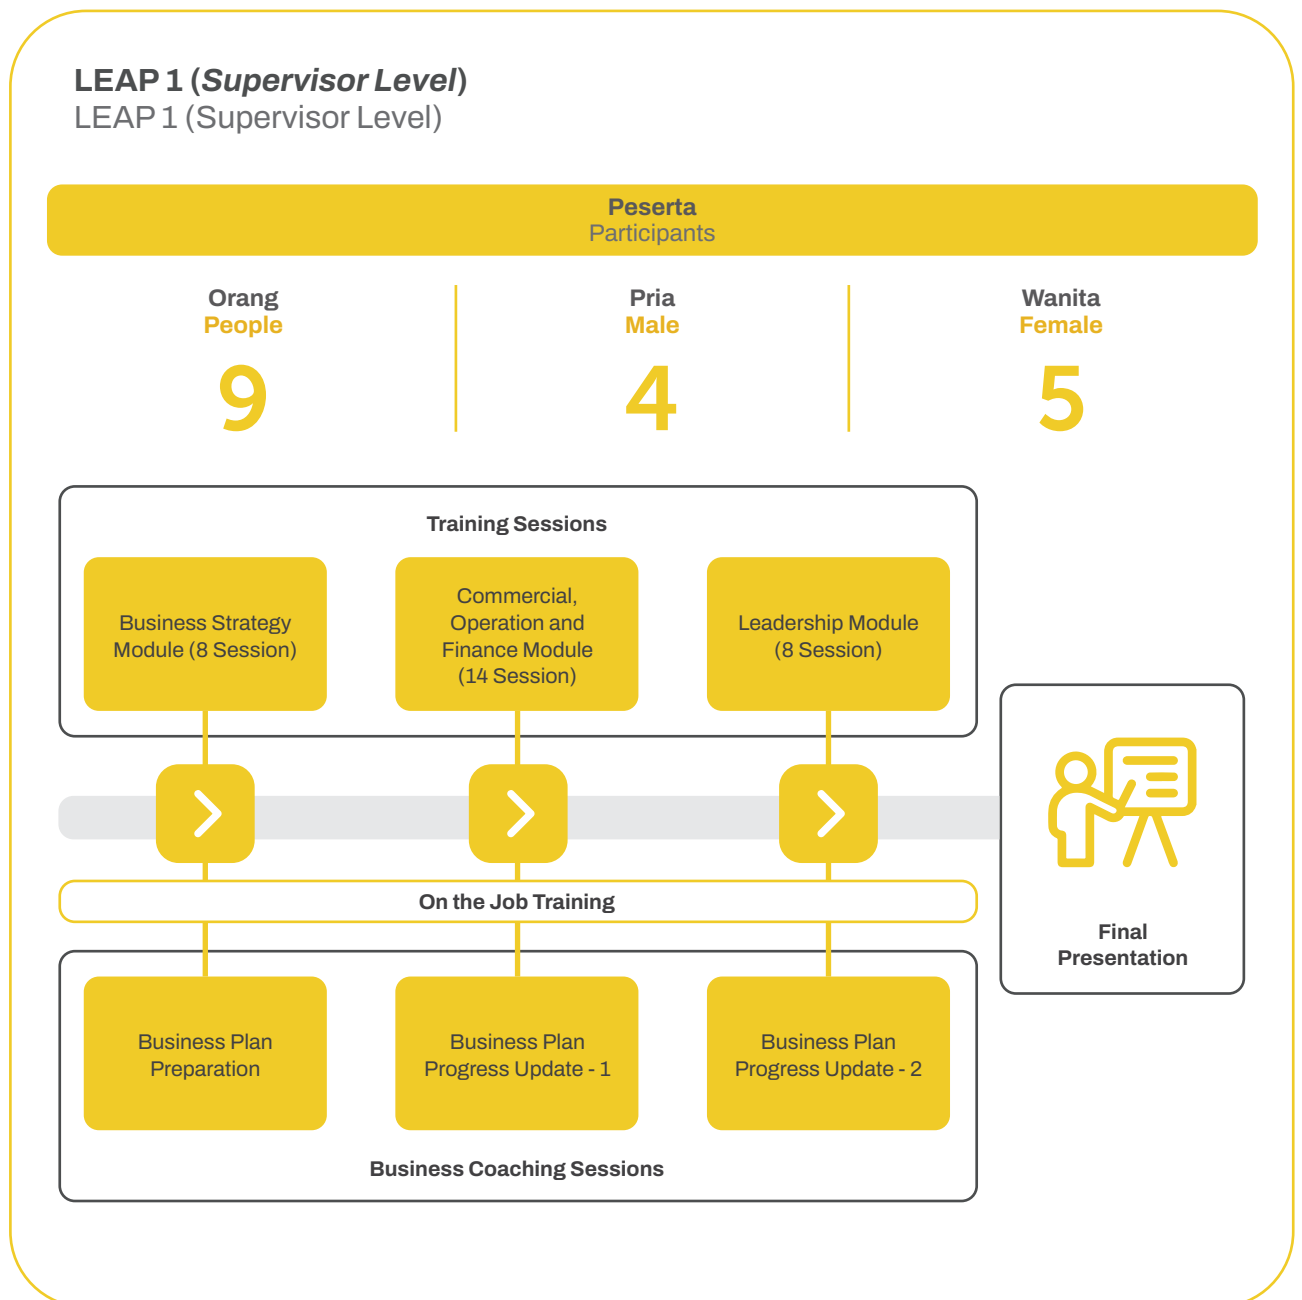 LEAP 1 (Supervisor Level)
LEAP 1 (Supervisor Level)
Peserta
Participants
Orang
People
9
Pria
Male
4
Wanita
Female
5
Training Sessions
Business Strategy
Module (8 Session)
Commercial,
Operation and
Finance Module
(14 Session)
Leadership Module
(8 Session)
On the Job Training
Business Plan
Preparation
Business Plan
Progress Update - 1
Business Plan
Progress Update - 2
Business Coaching Sessions
Final
Presentation